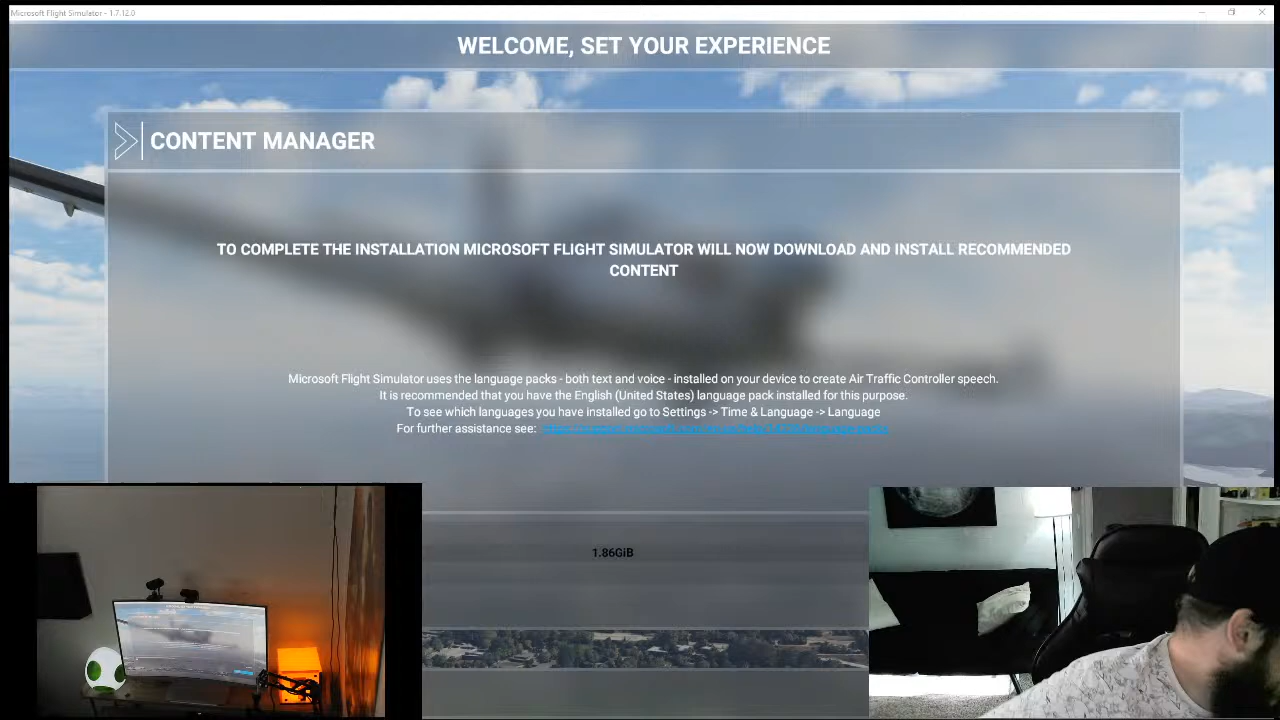 Microsoft Flight Simulator - 1.7.12.0
WELCOME, SET YOUR EXPERIENCE
CONTENT MANAGER
TO COMPLETE THE INSTALLATION MICROSOFT FLIGHT SIMULATOR WILL NOW DOWNLOAD AND INSTALL RECOMMENDED
CONTENT
Microsoft Flight Simulator uses the language packs - both text and voice - installed on your device to create Air Traffic Controller speech.
It is recommended that you have the English (United States) language pack installed for this purpose.
To see which languages you have installed go to Settings -> Time & Language -> Language
For further assistance see:
1.86GiB